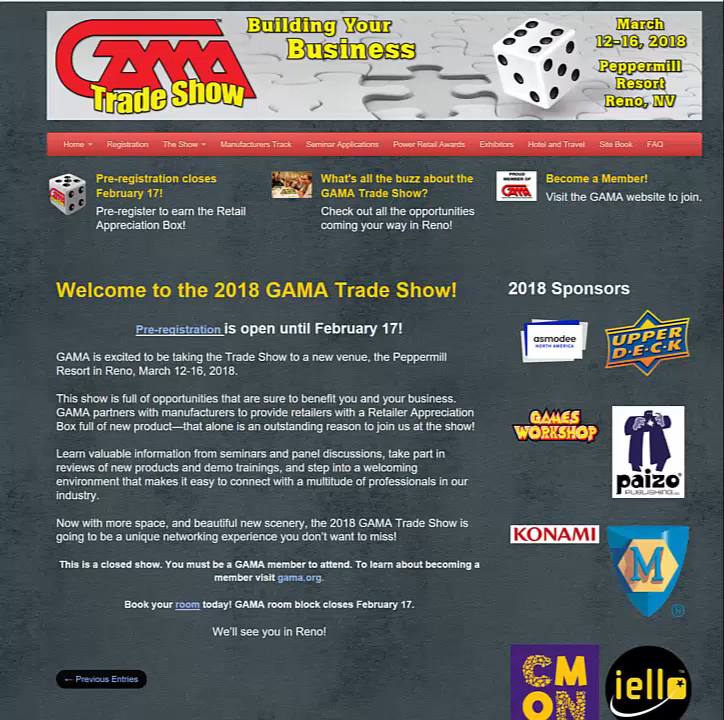 GAMA
Trade Show
Building Your
Business
March
12-16, 2018
Peppermill
Resort
Reno, NV
Home
Registration
The Show
Manufacturers Track
Seminar Applications
Power Retail Awards
Exhibitors
Hotel and Travel
Site Book
FAQ
Pre-registration closes
February 17!
Pre-register to earn the Retail
Appreciation Box!
What's all the buzz about the
GAMA Trade Show?
Check out all the opportunities
coming your way in Reno!
PROUD
MEMBER OF
GAMA
Become a Member!
Visit the GAMA website to join.
Welcome to the 2018 GAMA Trade Show!
Pre-registration is open until February 17!
GAMA is excited to be taking the Trade Show to a new venue, the Peppermill
Resort in Reno, March 12-16, 2018.
This show is full of opportunities that are sure to benefit you and your business.
GAMA partners with manufacturers to provide retailers with a Retailer Appreciation
Box full of new product—that alone is an outstanding reason to join us at the show!
Learn valuable information from seminars and panel discussions, take part in
reviews of new products and demo trainings, and step into a welcoming
environment that makes it easy to connect with a multitude of professionals in our
industry.
Now with more space, and beautiful new scenery, the 2018 GAMA Trade Show is
going to be a unique networking experience you don't want to miss!
This is a closed show. You must be a GAMA member to attend. To learn about becoming a
member visit gama.org.
Book your room today! GAMA room block closes February 17.
We'll see you in Reno!
← Previous Entries
2018 Sponsors
asmodee
NORTH AMERICA
UPPER
D·E·C·K
GAMES
WORKSHOP
paizo
PUBLISHING
KONAMI
M
®
CM
ON
iello